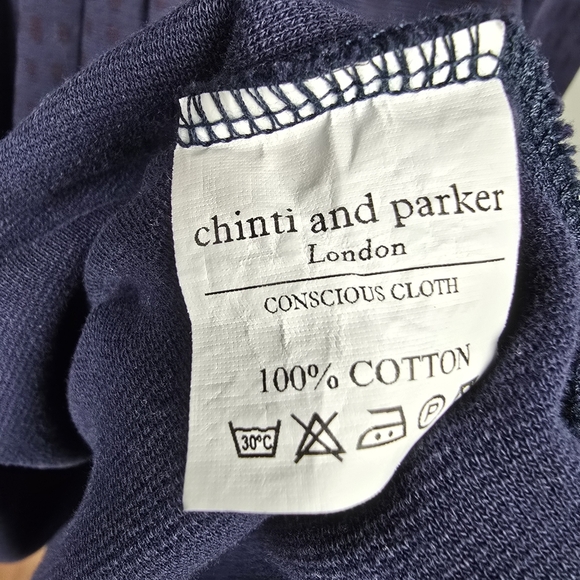 chinti and parker
London
CONSCIOUS CLOTH
100% COTTON
30°C P